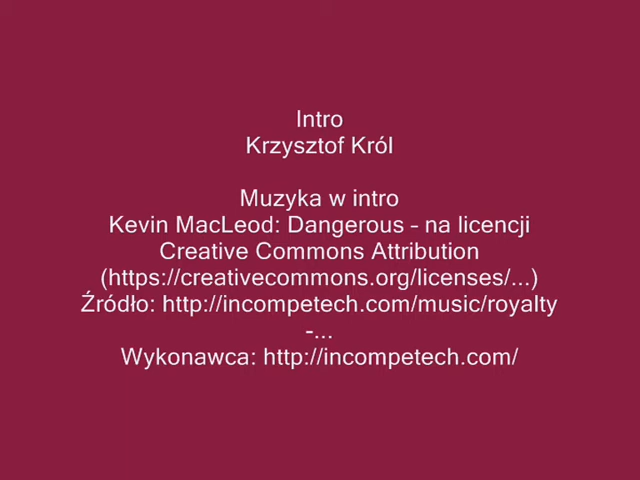 Intro
Krzysztof Król
Muzyka w intro
Kevin MacLeod: Dangerous – na licencji
Creative Commons Attribution
(https://creativecommons.org/licenses/...)
Źródło: http://incompetech.com/music/royalty
-...
Wykonawca: http://incompetech.com/